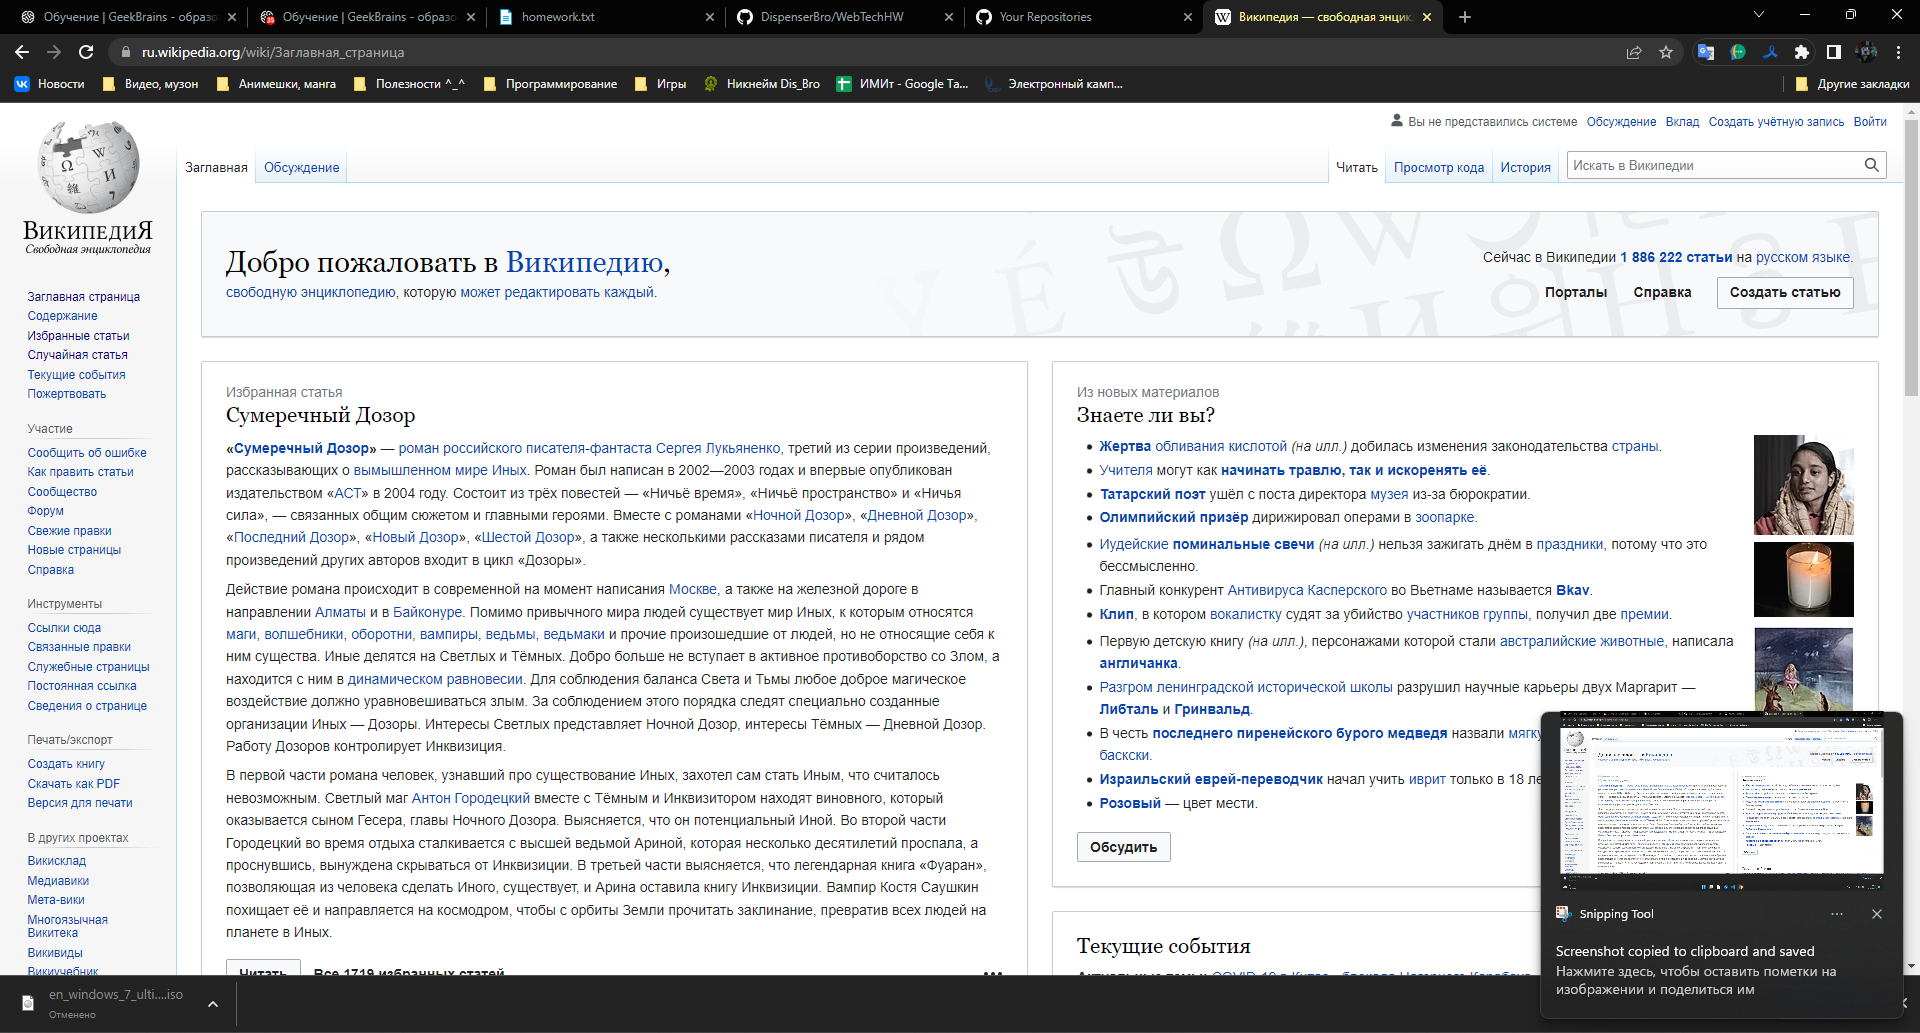 Обучение | GeekBrains - образо
Обучение | GeekBrains - образо
homework.txt
DispenserBro/WebTechHW
Your Repositories
Википедия — свободная энцик
ru.wikipedia.org/wiki/Заглавная_страница
Новости
Видео, музон
Анимешки, манга
Полезности ^_^
Программирование
Игры
Никнейм Dis_Bro
ИМИт - Google Та...
Электронный камп...
Другие закладки
Вы не представились системе
Обсуждение
Вклад
Создать учётную запись
Войти
Заглавная
Обсуждение
Читать
Просмотр кода
История
Искать в Википедии
ВикипедиЯ
Свободная энциклопедия
Заглавная страница
Содержание
Избранные статьи
Случайная статья
Текущие события
Пожертвовать
Участие
Сообщить об ошибке
Как править статьи
Сообщество
Форум
Свежие правки
Новые страницы
Справка
Инструменты
Ссылки сюда
Связанные правки
Служебные страницы
Постоянная ссылка
Сведения о странице
Печать/экспорт
Создать книгу
Скачать как PDF
Версия для печати
В других проектах
Викисклад
Медиавики
Мета-вики
Многоязычная
Викитека
Викивиды
Викиучебник
Добро пожаловать в Википедию,
свободную энциклопедию, которую может редактировать каждый.
Сейчас в Википедии 1 886 222 статьи на русском языке.
Порталы
Справка
Создать статью
Избранная статья
Сумеречный Дозор
«Сумеречный Дозор» — роман российского писателя-фантаста Сергея Лукьяненко, третий из серии произведений,
рассказывающих о вымышленном мире Иных. Роман был написан в 2002—2003 годах и впервые опубликован
издательством «АСТ» в 2004 году. Состоит из трёх повестей — «Ничьё время», «Ничьё пространство» и «Ничья
сила», — связанных общим сюжетом и главными героями. Вместе с романами «Ночной Дозор», «Дневной Дозор»,
«Последний Дозор», «Новый Дозор», «Шестой Дозор», а также несколькими рассказами писателя и рядом
произведений других авторов входит в цикл «Дозоры».
Действие романа происходит в современной на момент написания Москве, а также на железной дороге в
направлении Алматы и в Байконуре. Помимо привычного мира людей существует мир Иных, к которым относятся
маги, волшебники, оборотни, вампиры, ведьмы, ведьмаки и прочие произошедшие от людей, но не относящие себя к
ним существа. Иные делятся на Светлых и Тёмных. Добро больше не вступает в активное противоборство со Злом, а
находится с ним в динамическом равновесии. Для соблюдения баланса Света и Тьмы любое доброе магическое
воздействие должно уравновешиваться злым. За соблюдением этого порядка следят специально созданные
организации Иных — Дозоры. Интересы Светлых представляет Ночной Дозор, интересы Тёмных — Дневной Дозор.
Работу Дозоров контролирует Инквизиция.
В первой части романа человек, узнавший про существование Иных, захотел сам стать Иным, что считалось
невозможным. Светлый маг Антон Городецкий вместе с Тёмным и Инквизитором находят виновного, который
оказывается сыном Гесера, главы Ночного Дозора. Выясняется, что он потенциальный Иной. Во второй части
Городецкий во время отдыха сталкивается с высшей ведьмой Ариной, которая несколько десятилетий проспала, а
проснувшись, вынуждена скрываться от Инквизиции. В третьей части выясняется, что легендарная книга «Фуаран»,
позволяющая из человека сделать Иного, существует, и Арина оставила книгу Инквизиции. Вампир Костя Саушкин
похищает её и направляется на космодром, чтобы с орбиты Земли прочитать заклинание, превратив всех людей на
планете в Иных.
Читать
Все 1719 избранных статей
Из новых материалов
Знаете ли вы?
Жертва обливания кислотой (на илл.) добилась изменения законодательства страны.
Учителя могут как начинать травлю, так и искоренять её.
Татарский поэт ушёл с поста директора музея из-за бюрократии.
Олимпийский призёр дирижировал операми в зоопарке.
Иудейские поминальные свечи (на илл.) нельзя зажигать днём в праздники, потому что это
бессмысленно.
Главный конкурент Антивируса Касперского во Вьетнаме называется Bkav.
Клип, в котором вокалистку судят за убийство участников группы, получил две премии.
Первую детскую книгу (на илл.), персонажами которой стали австралийские животные, написала
англичанка.
Разгром ленинградской исторической школы разрушил научные карьеры двух Маргарит —
Либталь и Гринвальд.
В честь последнего пиренейского бурого медведя назвали мягку
баскски.
Израильский еврей-переводчик начал учить иврит только в 18 ле
Розовый — цвет мести.
Обсудить
Текущие события
Актуальные темы: COVID-19 в Китае · блокада Нагорного Карабаха
Snipping Tool
Screenshot copied to clipboard and saved
Нажмите здесь, чтобы оставить пометки на
изображении и поделиться им
en_windows_7_ulti....iso
Отменено